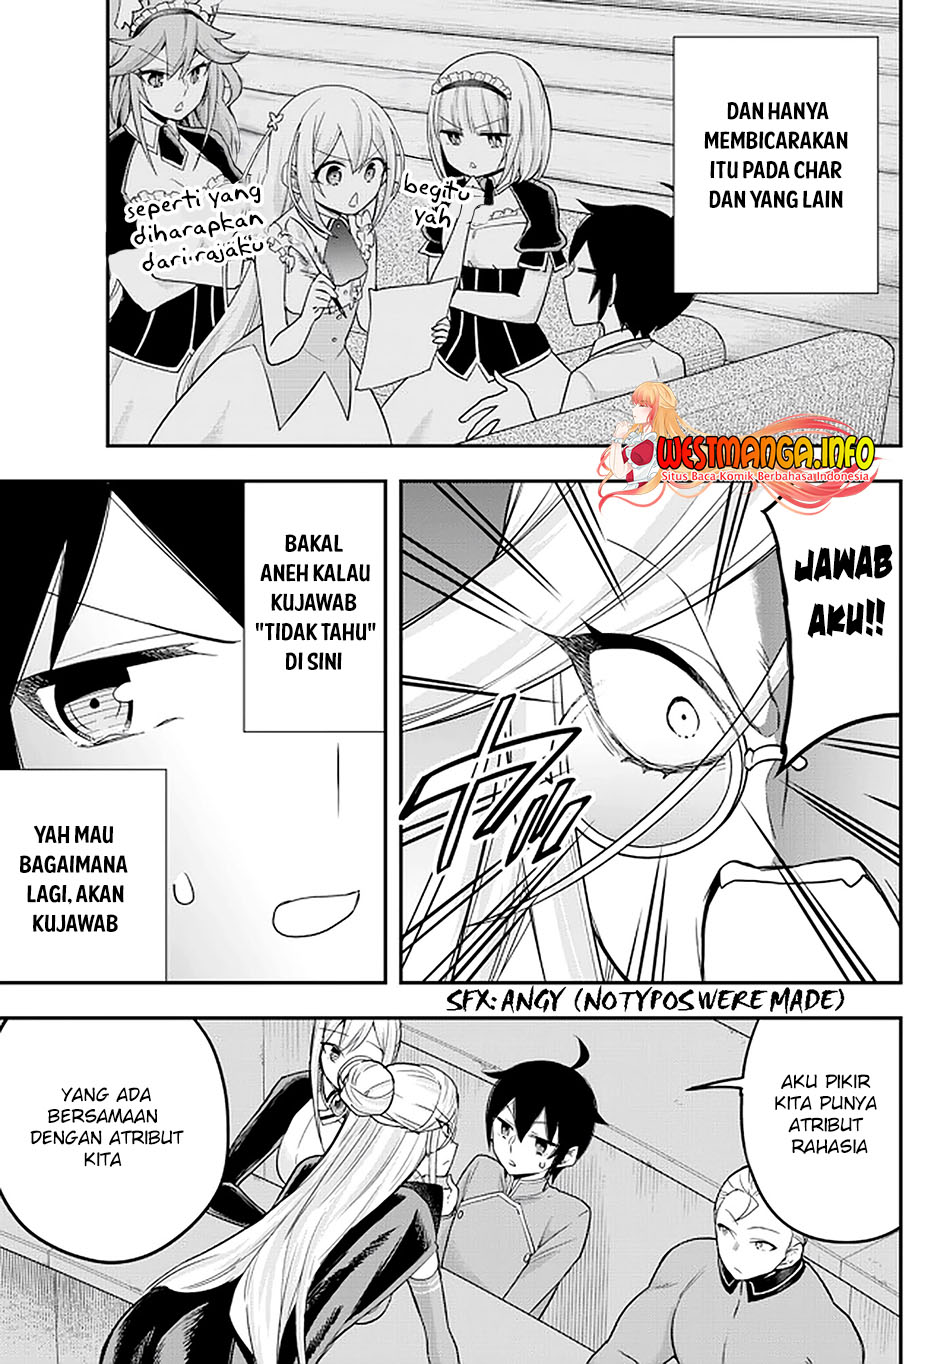 DAN HANYA
MEMBICARAKAN
ITU PADA CHAR
DAN YANG LAIN
begitu
yah
seperti yang
diharapkan
dari rajaku
WESTMANGA.INFO
Situs Baca Komik Berbahasa Indonesia
JAWAB
AKU!!
BAKAL
ANEH KALAU
KUJAWAB
"TIDAK TAHU"
DI SINI
YAH MAU
BAGAIMANA
LAGI, AKAN
KUJAWAB
SFX: ANGY (NO TYPOS WERE MADE)
AKU PIKIR
KITA PUNYA
ATRIBUT
RAHASIA
YANG ADA
BERSAMAAN
DENGAN ATRIBUT
KITA